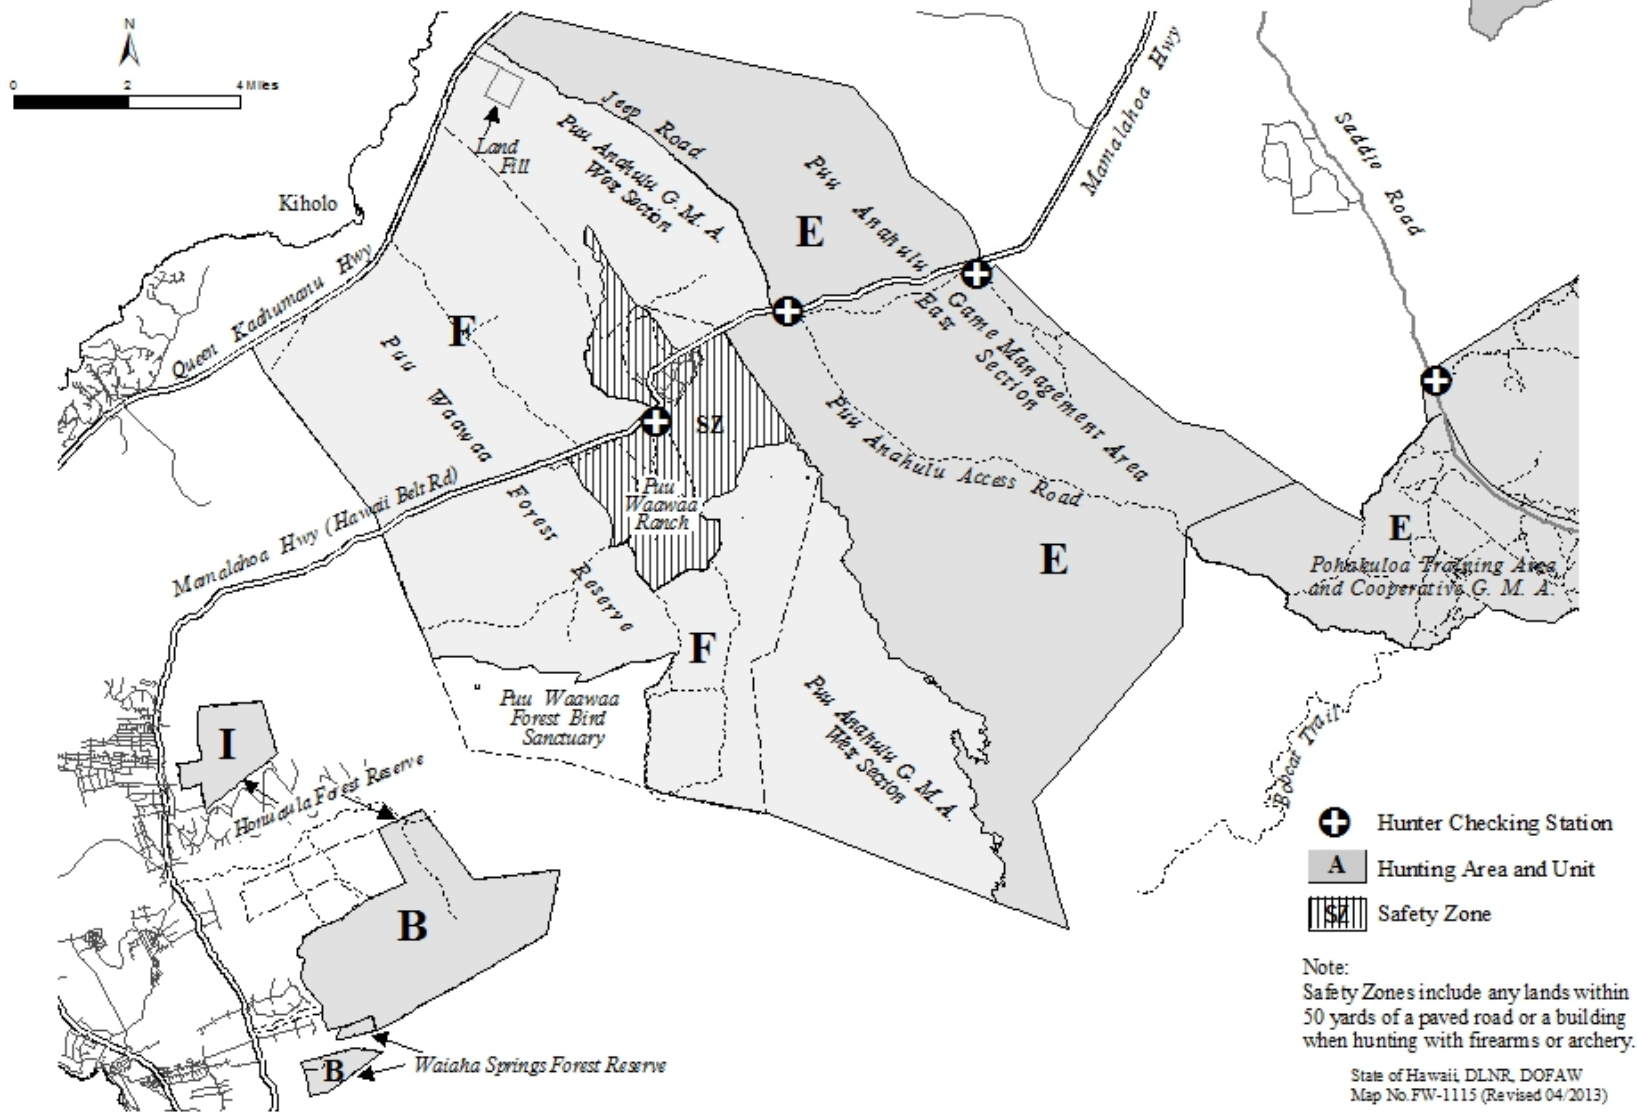 N
0 2 4 Miles
Land
Fill
Jeep Road
Puu Anahulu G. M. A.
West Section
Kiholo
Queen Kaahumanu Hwy
F
Puu Waawaa Forest Reserve
Puu Anahulu Game Management Area
East Section
E
Mamalahoa Hwy
Saddle Road
SZ
Puu
Waawaa
Ranch
Mamalahoa Hwy (Hawaii Belt Rd)
Puu Anahulu Access Road
E
E
Pohakuloa Training Area
and Cooperative G. M. A.
F
Puu Waawaa
Forest Bird
Sanctuary
Puu Anahulu G. M. A.
West Section
Bobcat Trail
I
Honuaula Forest Reserve
B
B
Waiaha Springs Forest Reserve
Hunter Checking Station
A Hunting Area and Unit
SZ Safety Zone
Note:
Safety Zones include any lands within
50 yards of a paved road or a building
when hunting with firearms or archery.
State of Hawaii, DLNR, DOFAW
Map No.FW-1115 (Revised 04/2013)